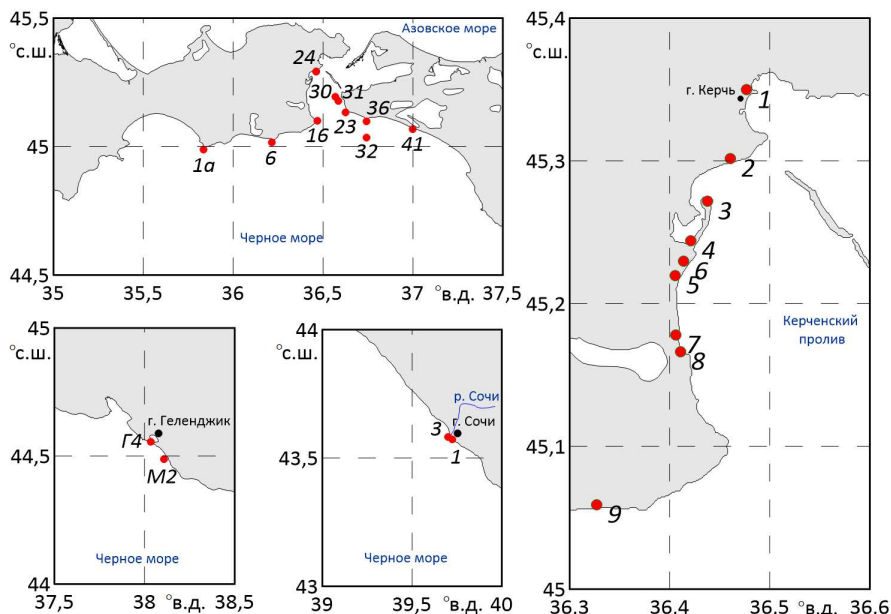 45,5
°с.ш.
45
44,5
35
35,5
36
36,5
37
°в.д.
37,5
Азовское море
24
30
31
36
16
23
32
41
1а
6
Черное море
45
°с.ш.
44,5
44
37,5
38
°в.д.
38,5
г. Геленджик
Г4
М2
Черное море
44
°с.ш.
43,5
43
39
39,5
°в.д.
40
р. Сочи
г. Сочи
3
1
Черное море
45,4
°с.ш.
45,3
45,2
45,1
45
36,3
36,4
36,5
°в.д.
36,6
г. Керчь
1
2
3
4
6
5
7
8
9
Керченский
пролив